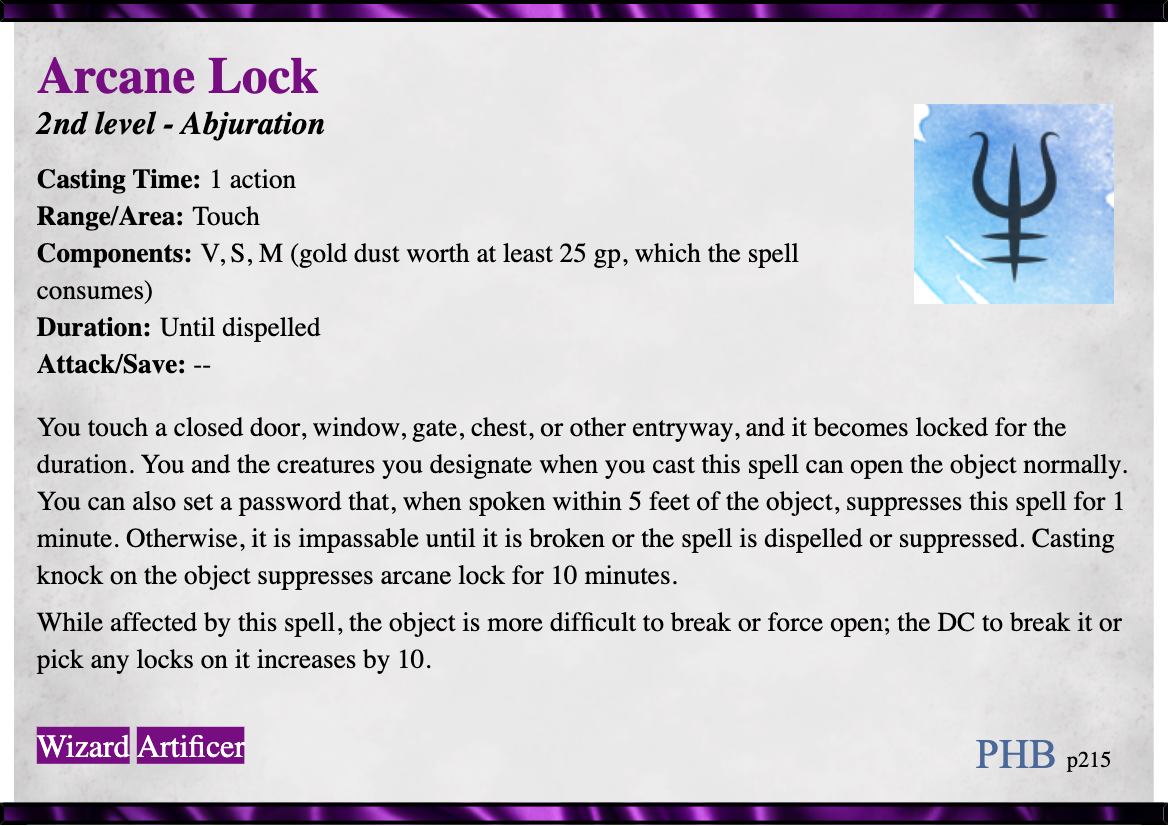 Arcane Lock
2nd level - Abjuration
Casting Time: 1 action
Range/Area: Touch
Components: V, S, M (gold dust worth at least 25 gp, which the spell
consumes)
Duration: Until dispelled
Attack/Save: --
You touch a closed door, window, gate, chest, or other entryway, and it becomes locked for the
duration. You and the creatures you designate when you cast this spell can open the object normally.
You can also set a password that, when spoken within 5 feet of the object, suppresses this spell for 1
minute. Otherwise, it is impassable until it is broken or the spell is dispelled or suppressed. Casting
knock on the object suppresses arcane lock for 10 minutes.
While affected by this spell, the object is more difficult to break or force open; the DC to break it or
pick any locks on it increases by 10.
Wizard Artificer
PHB p215